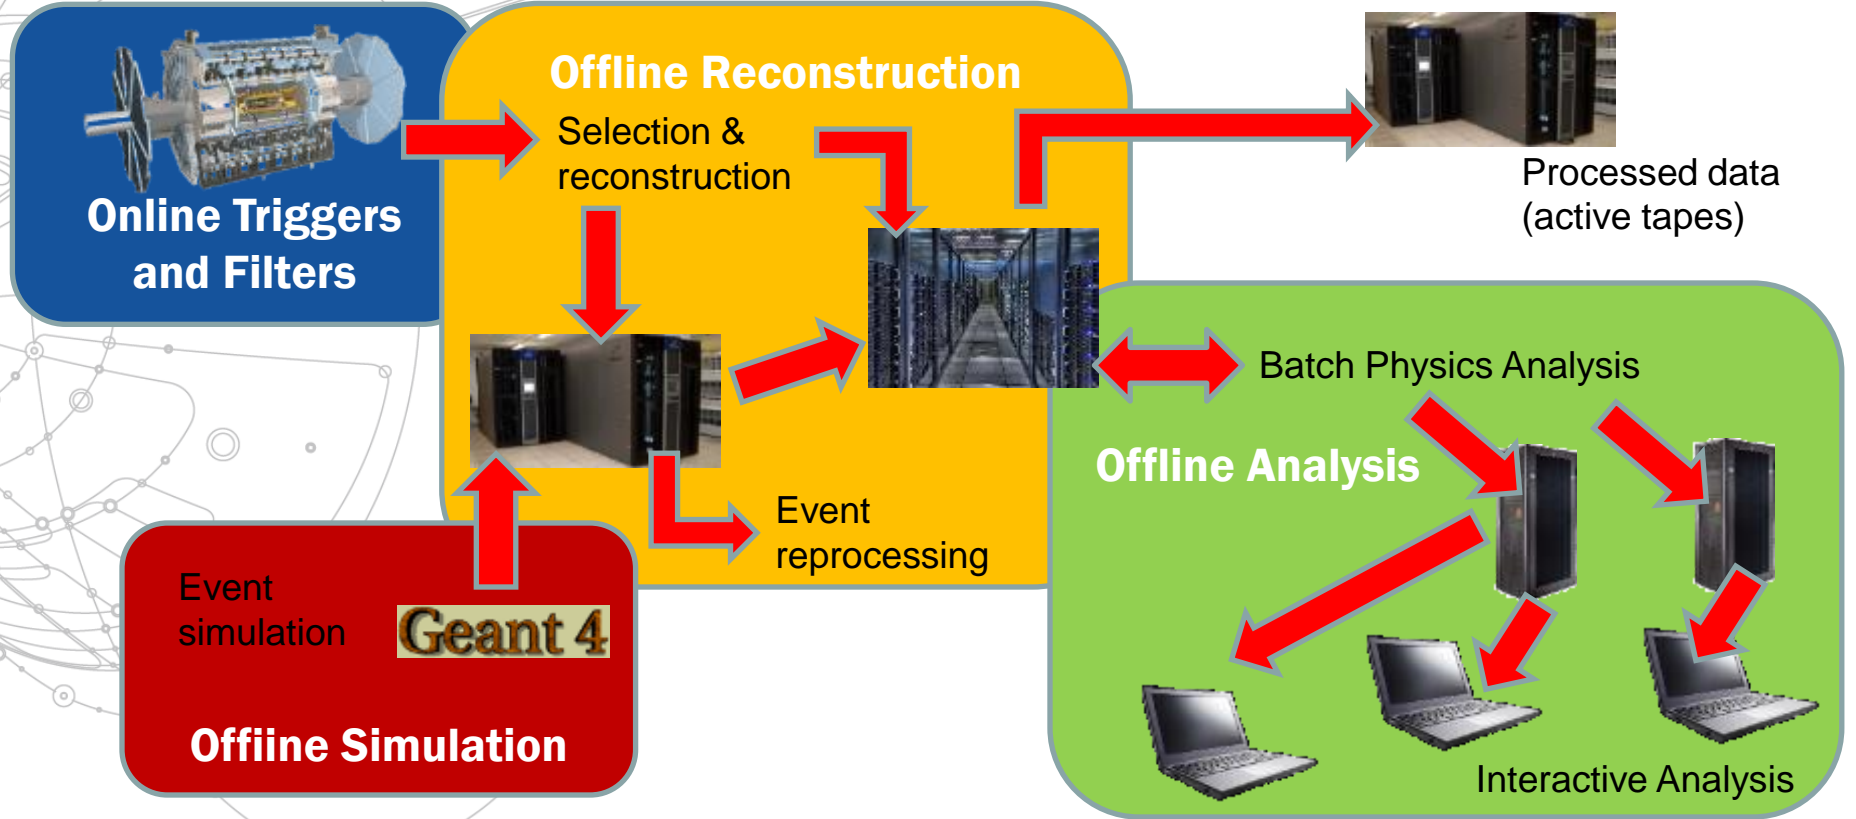 Offline Reconstruction
Selection &
reconstruction
Online Triggers
and Filters
Processed data
(active tapes)
Batch Physics Analysis
Offline Analysis
Event
reprocessing
Event
simulation
Geant 4
Offiine Simulation
Interactive Analysis